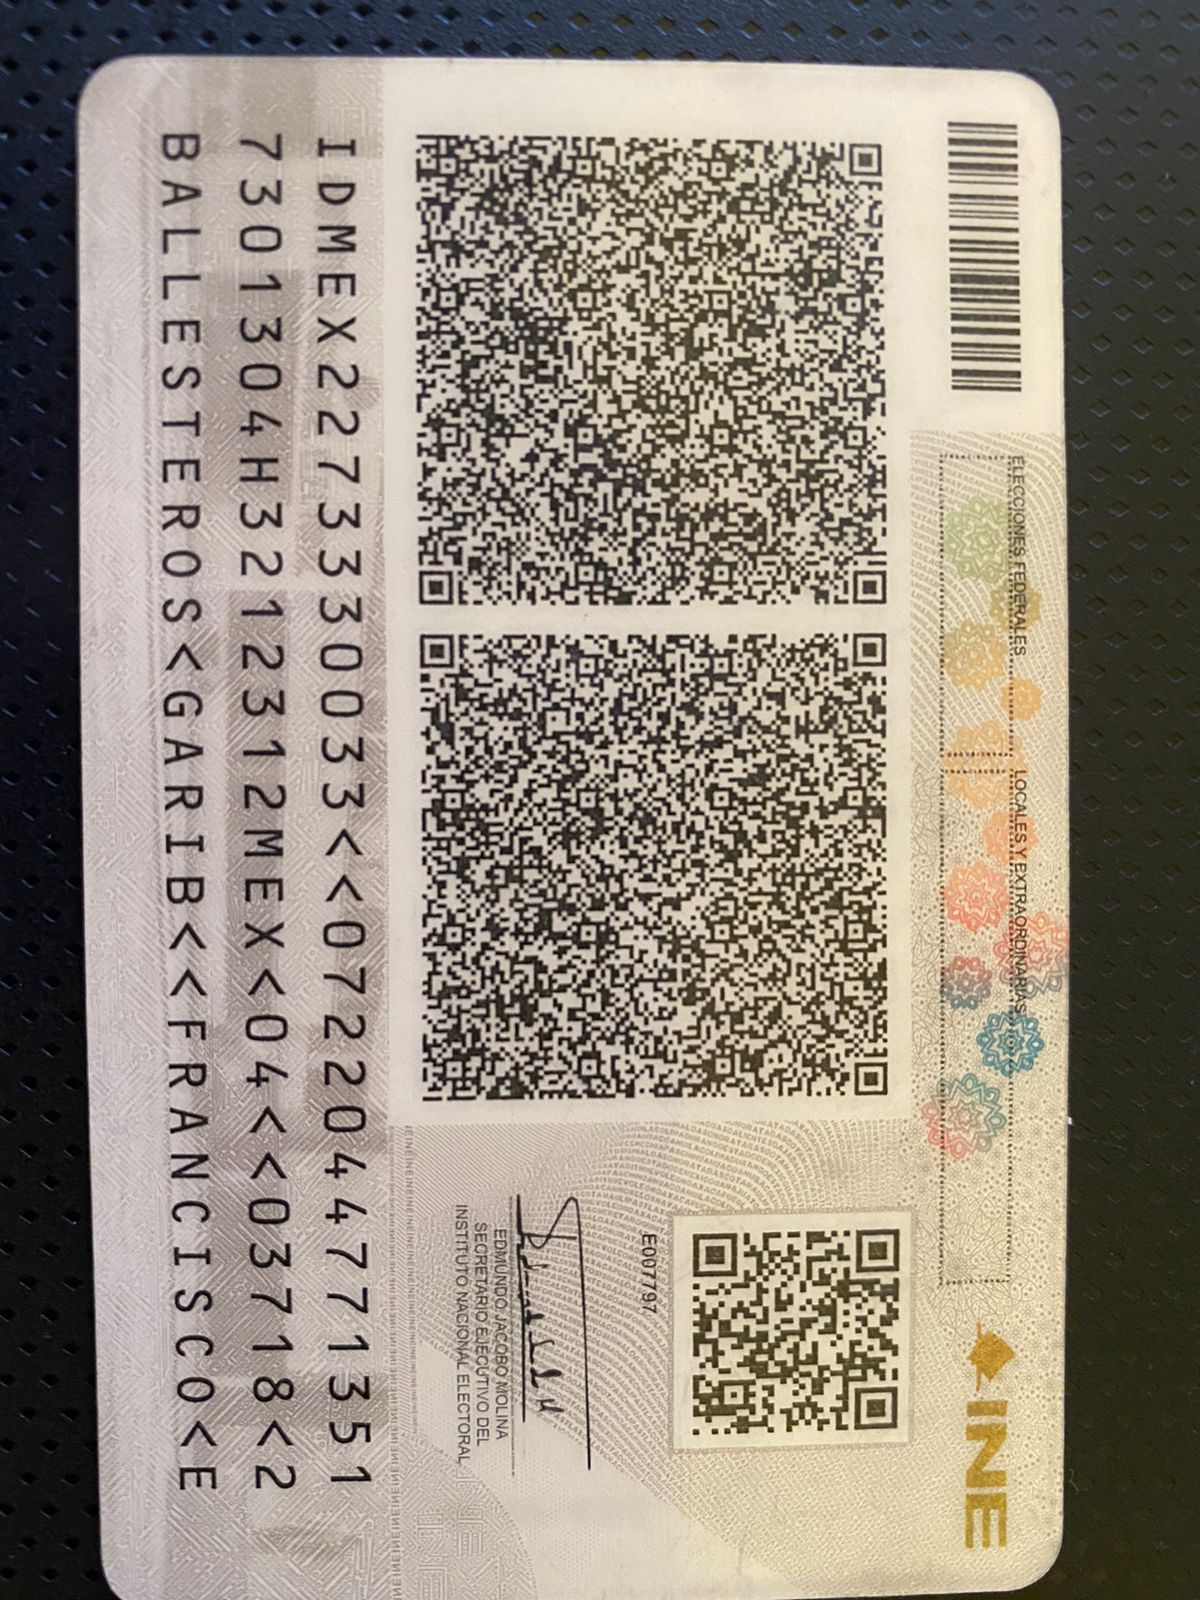 ELECCIONES FEDERALES
LOCALES Y EXTRAORDINARIAS
INE
E007797
EDMUNDO JACOBO MOLINA
SECRETARIO EJECUTIVO DEL
INSTITUTO NACIONAL ELECTORAL
IDMEX2273330033<<0722044771351
7301304H3212312MEX<04<<03718<2
BALLESTEROS<GARIB<<FRANCISCO<E